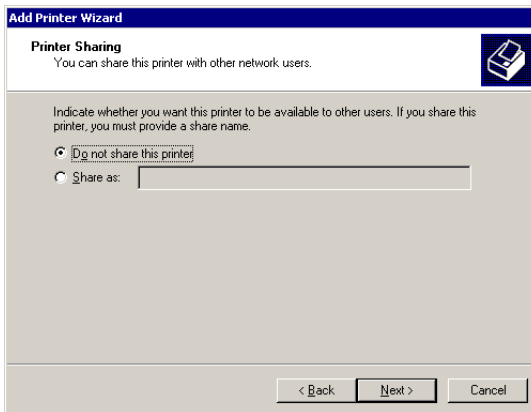 Add Printer Wizard
Printer Sharing
You can share this printer with other network users.
Indicate whether you want this printer to be available to other users. If you share this
printer, you must provide a share name.
Do not share this printer
Share as:
< Back
Next >
Cancel